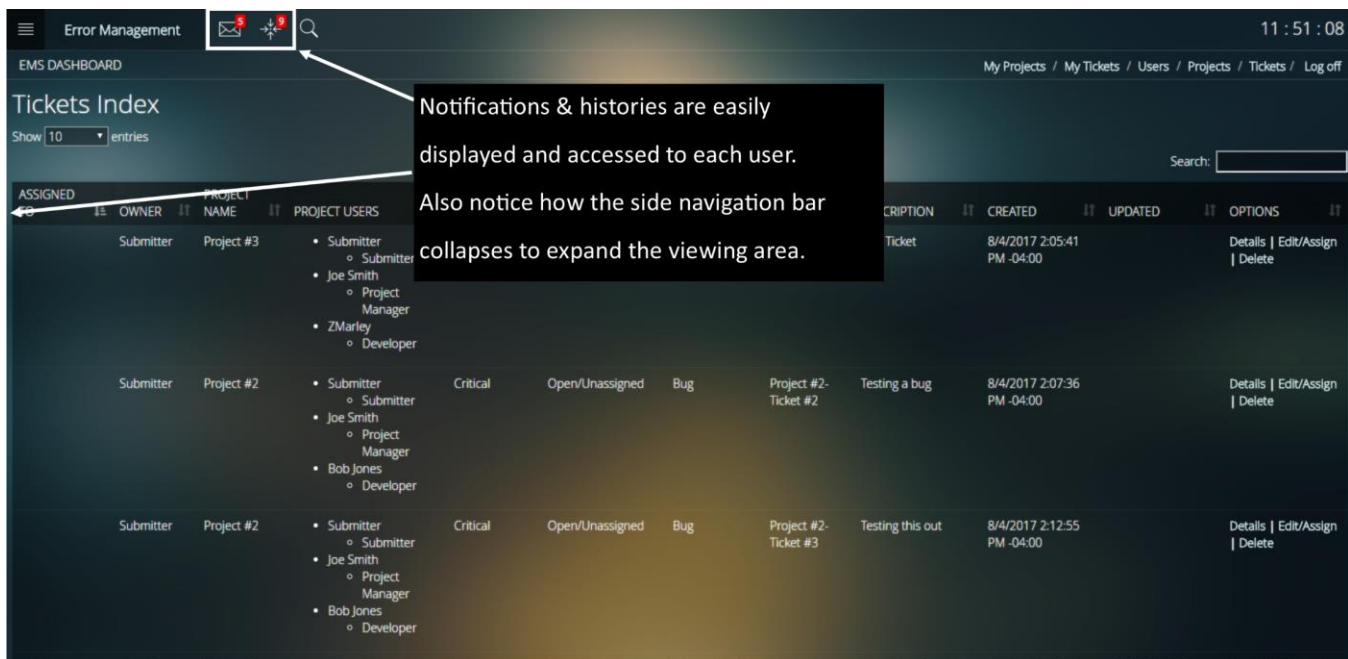 Error Management 5 9 11 : 51 : 08
EMS DASHBOARD My Projects / My Tickets / Users / Projects / Tickets / Log off
Tickets Index
Show 10 entries
Search:
Notifications & histories are easily
displayed and accessed to each user.
Also notice how the side navigation bar
collapses to expand the viewing area.
ASSIGNED PROJECT
OWNER NAME PROJECT USERS CREATED UPDATED OPTIONS
Submitter Project #3 • Submitter Ticket 8/4/2017 2:05:41 Details | Edit/Assign
◦ Submitter PM -04:00 | Delete
• Joe Smith
◦ Project
Manager
• ZMarley
◦ Developer
Submitter Project #2 • Submitter Critical Open/Unassigned Bug Project #2- Testing a bug 8/4/2017 2:07:36 Details | Edit/Assign
◦ Submitter Ticket #2 PM -04:00 | Delete
• Joe Smith
◦ Project
Manager
• Bob Jones
◦ Developer
Submitter Project #2 • Submitter Critical Open/Unassigned Bug Project #2- Testing this out 8/4/2017 2:12:55 Details | Edit/Assign
◦ Submitter Ticket #3 PM -04:00 | Delete
• Joe Smith
◦ Project
Manager
• Bob Jones
◦ Developer